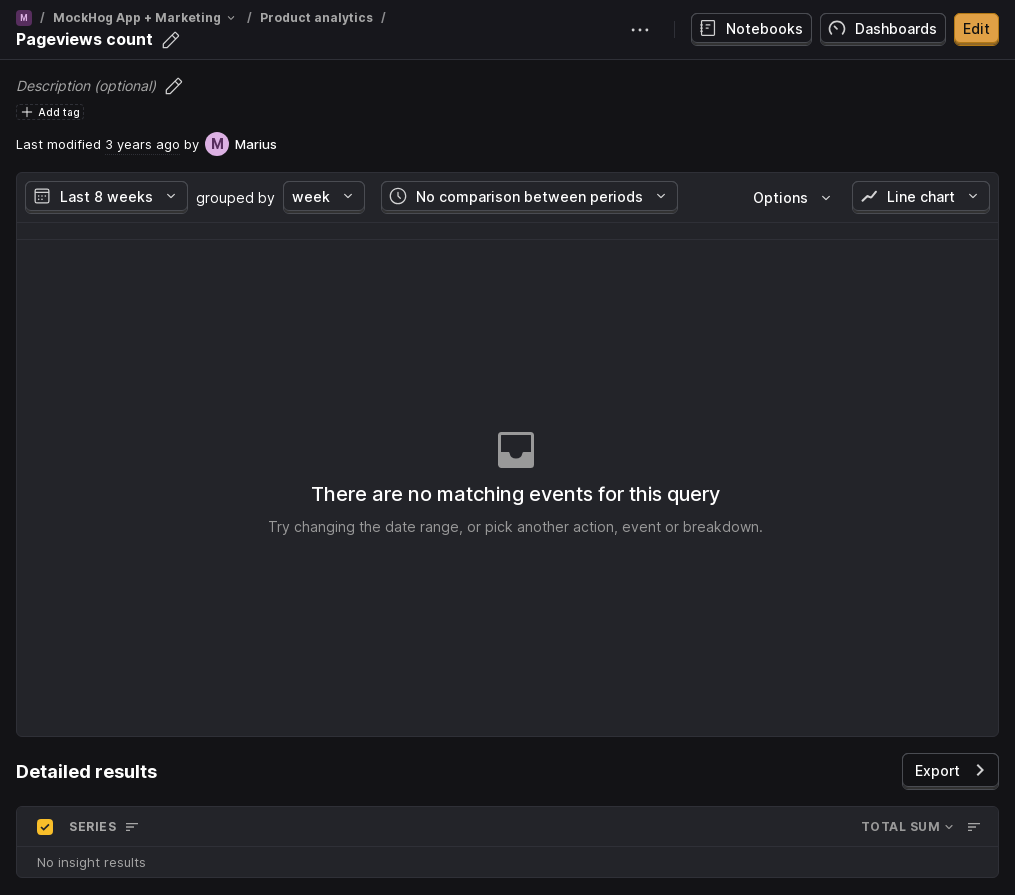 M / MockHog App + Marketing / Product analytics /
Pageviews count
Notebooks Dashboards Edit
Description (optional)
Add tag
Last modified 3 years ago by M Marius
Last 8 weeks grouped by week No comparison between periods Options Line chart
There are no matching events for this query
Try changing the date range, or pick another action, event or breakdown.
Detailed results Export
SERIES TOTAL SUM
No insight results